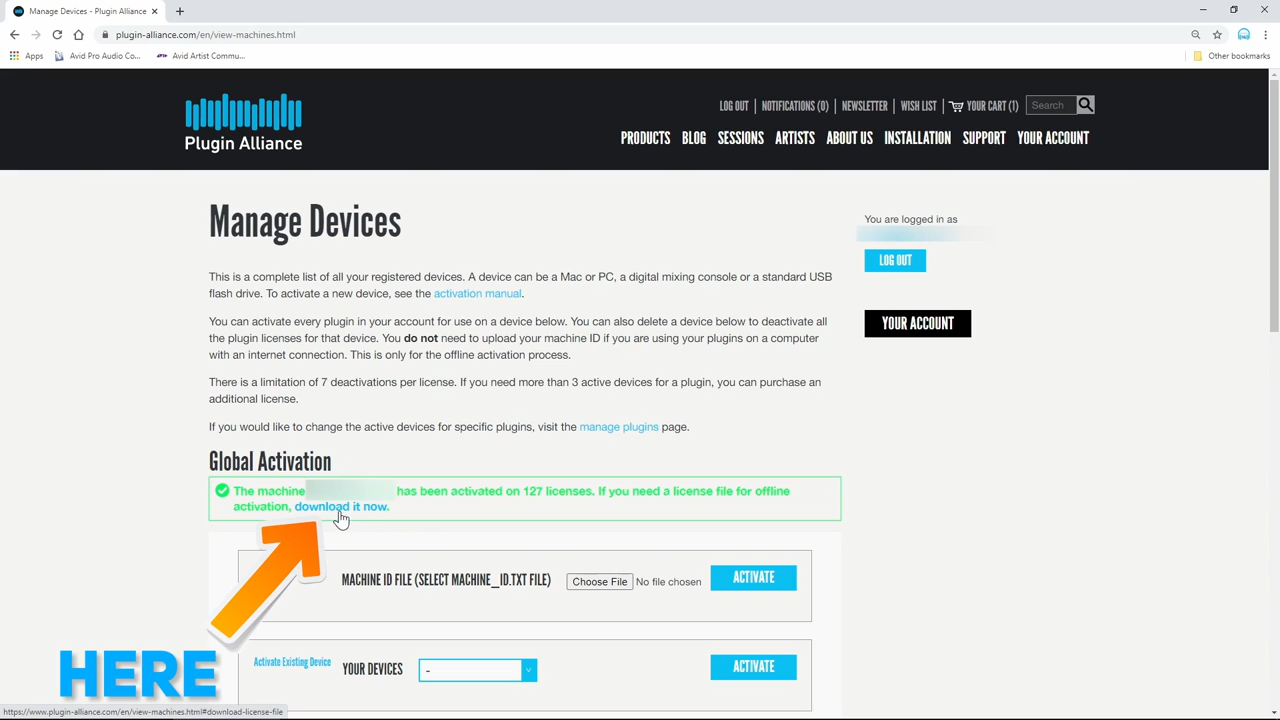 Manage Devices - Plugin Alliance
plugin-alliance.com/en/view-machines.html
Apps Avid Pro Audio Co... Avid Artist Commu... Other bookmarks
LOG OUT NOTIFICATIONS (0) NEWSLETTER WISH LIST YOUR CART (1) Search
Plugin Alliance
PRODUCTS BLOG SESSIONS ARTISTS ABOUT US INSTALLATION SUPPORT YOUR ACCOUNT
Manage Devices
This is a complete list of all your registered devices. A device can be a Mac or PC, a digital mixing console or a standard USB
flash drive. To activate a new device, see the activation manual.
You can activate every plugin in your account for use on a device below. You can also delete a device below to deactivate all
the plugin licenses for that device. You do not need to upload your machine ID if you are using your plugins on a computer
with an internet connection. This is only for the offline activation process.
There is a limitation of 7 deactivations per license. If you need more than 3 active devices for a plugin, you can purchase an
additional license.
If you would like to change the active devices for specific plugins, visit the manage plugins page.
You are logged in as
LOG OUT
YOUR ACCOUNT
Global Activation
The machine has been activated on 127 licenses. If you need a license file for offline
activation, download it now.
MACHINE ID FILE (SELECT MACHINE_ID.TXT FILE) Choose File No file chosen ACTIVATE
Activate Existing Device YOUR DEVICES - ACTIVATE
HERE
https://www.plugin-alliance.com/en/view-machines.html#download-license-file